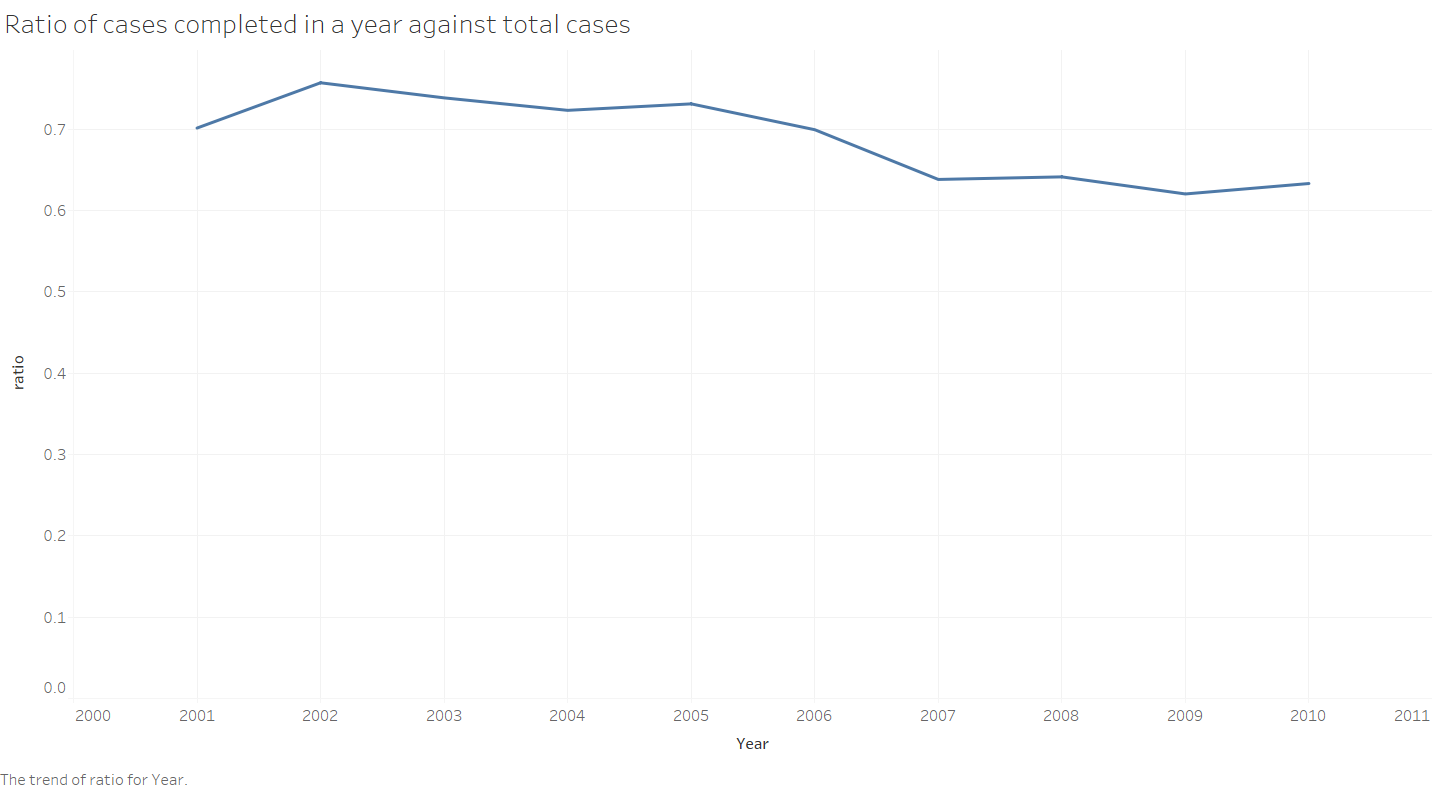 Ratio of cases completed in a year against total cases
0.7
0.6
0.5
0.4
0.3
0.2
0.1
0.0
ratio
2000 2001 2002 2003 2004 2005 2006 2007 2008 2009 2010 2011
Year
The trend of ratio for Year.